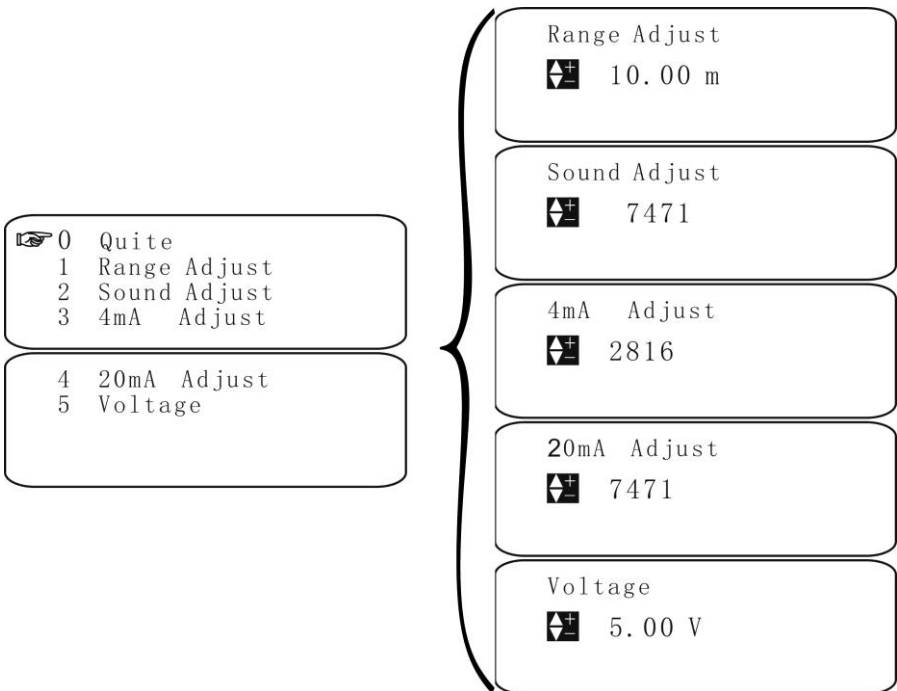 0 Quite
1 Range Adjust
2 Sound Adjust
3 4mA Adjust
4 20mA Adjust
5 Voltage
Range Adjust
10.00 m
Sound Adjust
7471
4mA Adjust
2816
20mA Adjust
7471
Voltage
5.00 V